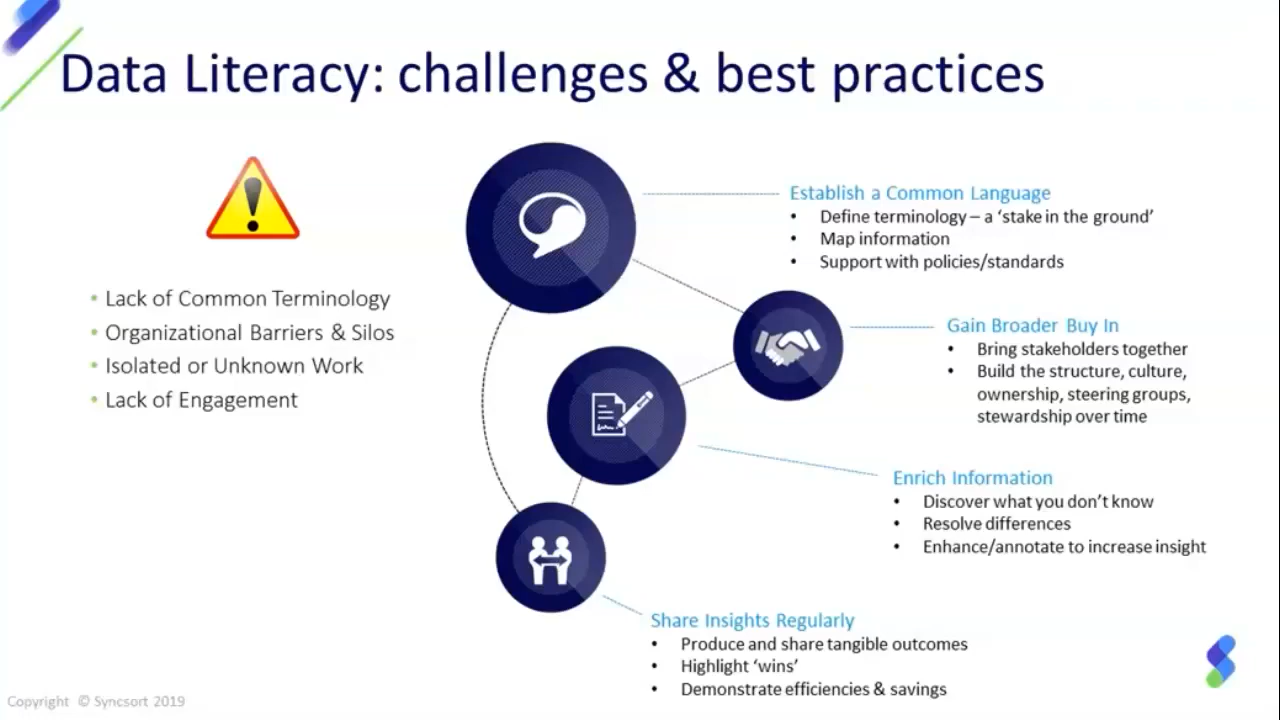 Data Literacy: challenges & best practices
• Lack of Common Terminology
• Organizational Barriers & Silos
• Isolated or Unknown Work
• Lack of Engagement
Establish a Common Language
• Define terminology – a ‘stake in the ground’
• Map information
• Support with policies/standards
Gain Broader Buy In
• Bring stakeholders together
• Build the structure, culture,
ownership, steering groups,
stewardship over time
Enrich Information
• Discover what you don’t know
• Resolve differences
• Enhance/annotate to increase insight
Share Insights Regularly
• Produce and share tangible outcomes
• Highlight ‘wins’
• Demonstrate efficiencies & savings
Copyright © Syncsort 2019